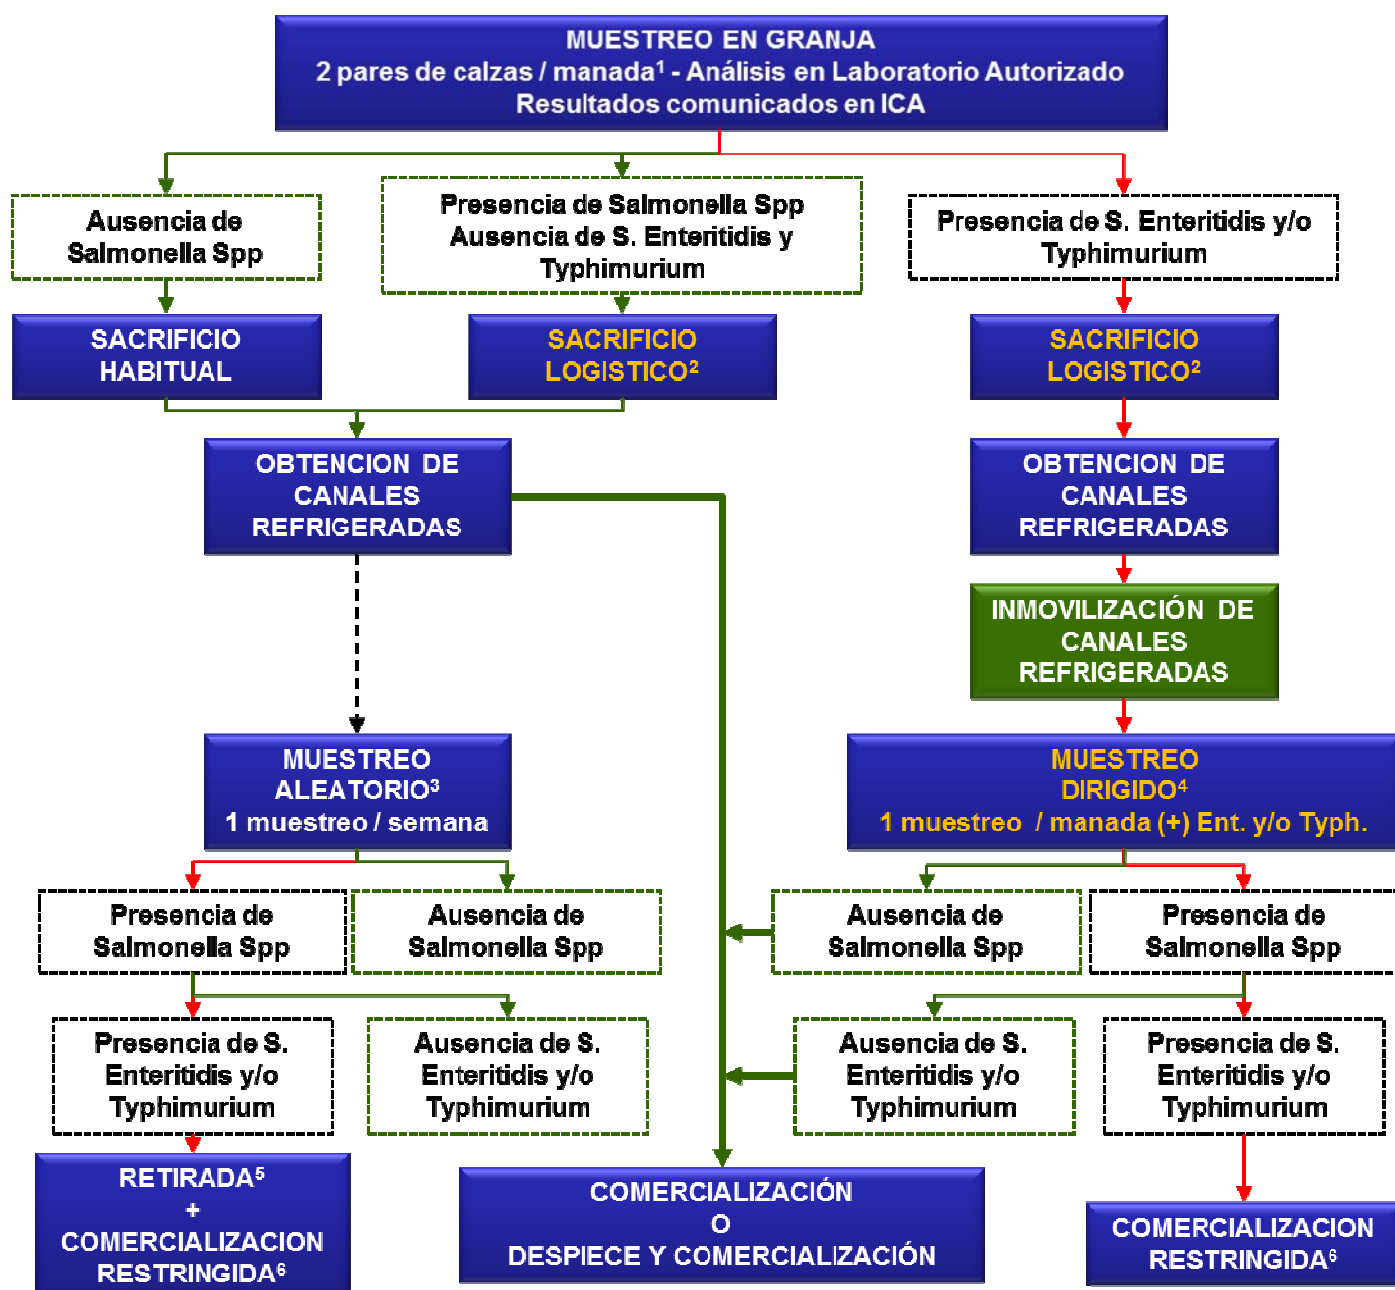 MUESTREO EN GRANJA
2 pares de calzas / manada¹ - Análisis en Laboratorio Autorizado
Resultados comunicados en ICA
Ausencia de
Salmonella Spp
Presencia de Salmonella Spp
Ausencia de S. Enteritidis y
Typhimurium
Presencia de S. Enteritidis y/o
Typhimurium
SACRIFICIO
HABITUAL
SACRIFICIO
LOGISTICO²
SACRIFICIO
LOGISTICO²
OBTENCION DE
CANALES
REFRIGERADAS
OBTENCION DE
CANALES
REFRIGERADAS
INMOVILIZACIÓN DE
CANALES
REFRIGERADAS
MUESTREO
ALEATORIO³
1 muestreo / semana
MUESTREO
DIRIGIDO⁴
1 muestreo / manada (+) Ent. y/o Typh.
Presencia de
Salmonella Spp
Ausencia de
Salmonella Spp
Ausencia de
Salmonella Spp
Presencia de
Salmonella Spp
Presencia de S.
Enteritidis y/o
Typhimurium
Ausencia de S.
Enteritidis y/o
Typhimurium
Ausencia de S.
Enteritidis y/o
Typhimurium
Presencia de S.
Enteritidis y/o
Typhimurium
RETIRADA⁵
+
COMERCIALIZACION
RESTRINGIDA⁶
COMERCIALIZACIÓN
O
DESPIECE Y COMERCIALIZACIÓN
COMERCIALIZACION
RESTRINGIDA⁶